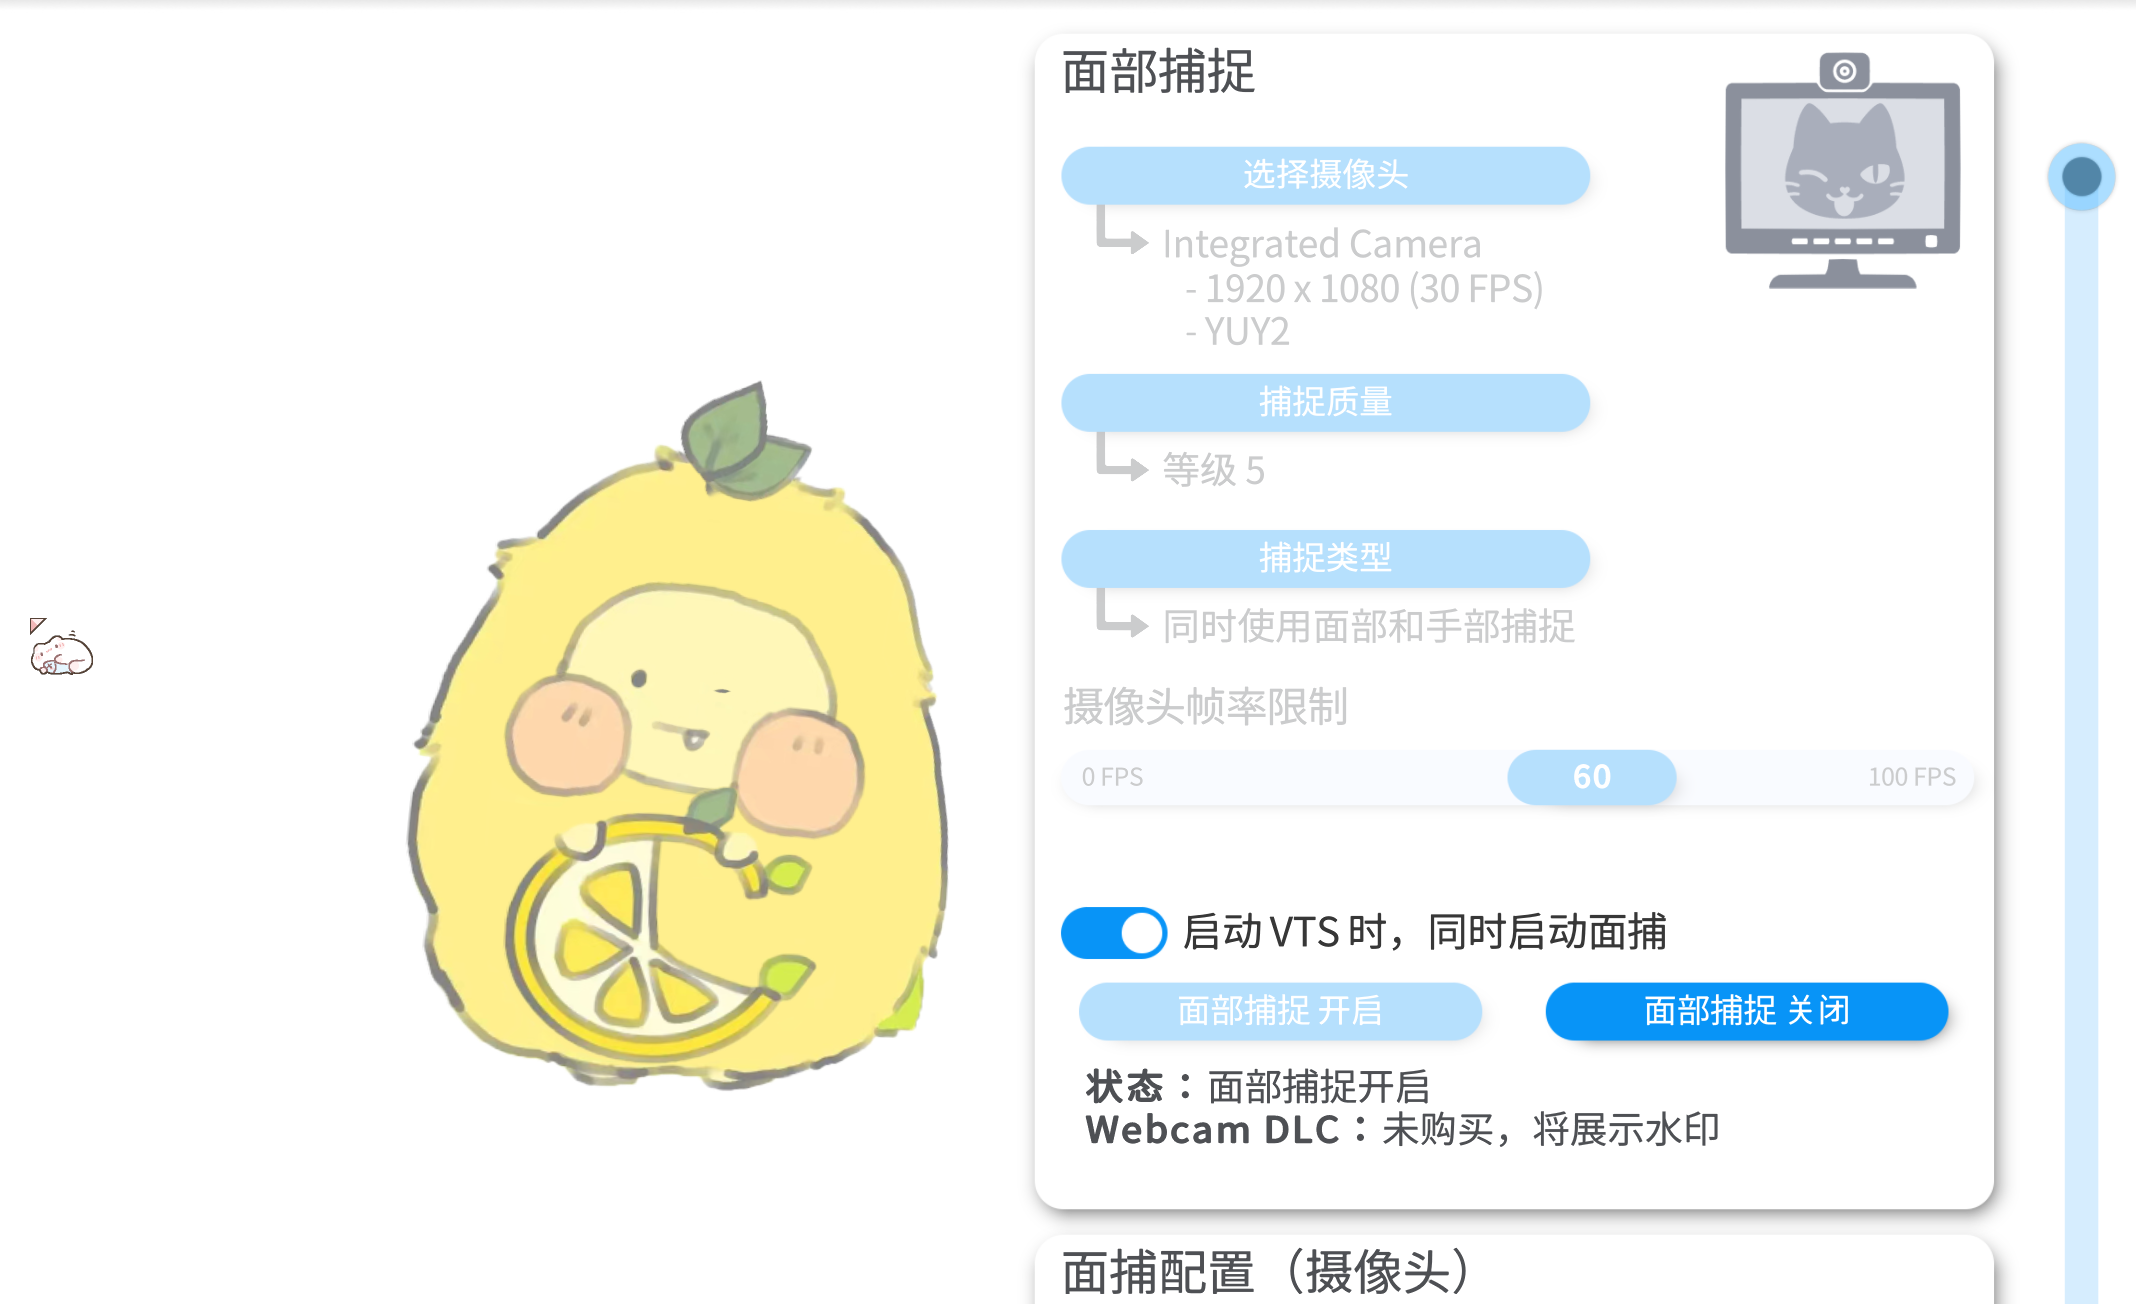 面部捕捉
选择摄像头
Integrated Camera
- 1920 x 1080 (30 FPS)
- YUY2
捕捉质量
等级 5
捕捉类型
同时使用面部和手部捕捉
摄像头帧率限制
0 FPS 60 100 FPS
启动 VTS 时，同时启动面捕
面部捕捉 开启 面部捕捉 关闭
状态：面部捕捉开启
Webcam DLC：未购买，将展示水印
面捕配置（摄像头）